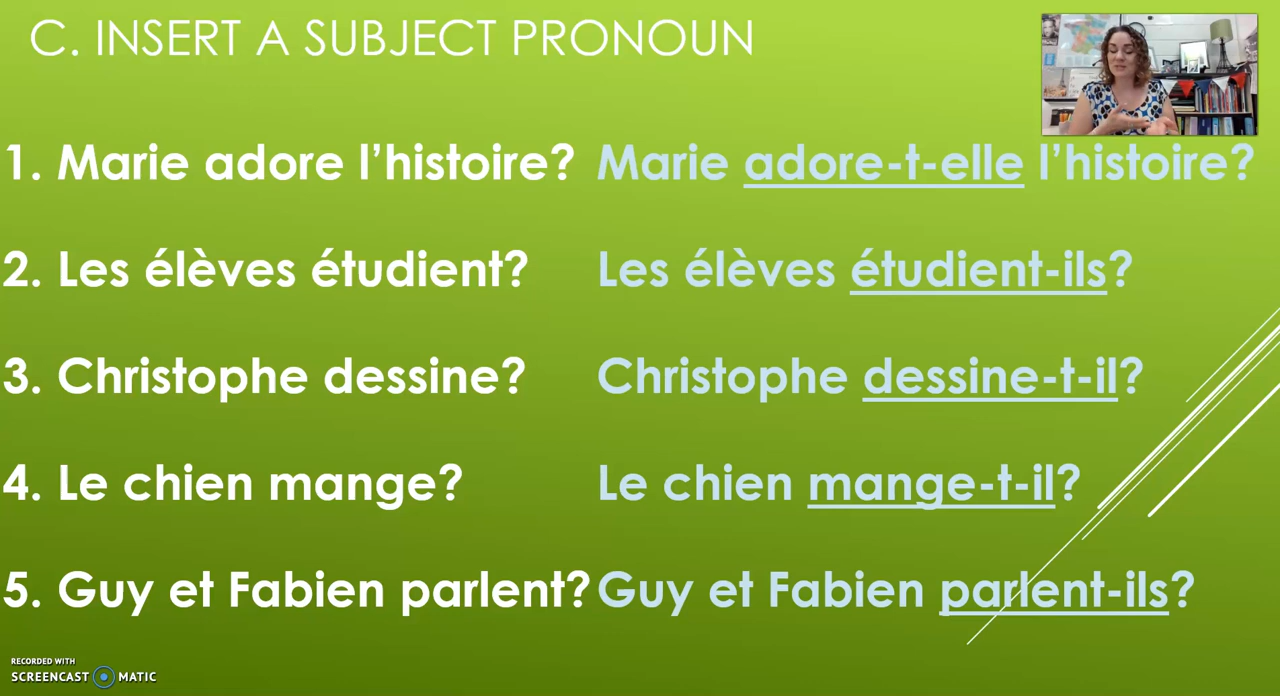 C. INSERT A SUBJECT PRONOUN
1. Marie adore l’histoire? Marie adore-t-elle l’histoire?
2. Les élèves étudient? Les élèves étudient-ils?
3. Christophe dessine? Christophe dessine-t-il?
4. Le chien mange? Le chien mange-t-il?
5. Guy et Fabien parlent? Guy et Fabien parlent-ils?
RECORDED WITH
SCREENCAST MATIC